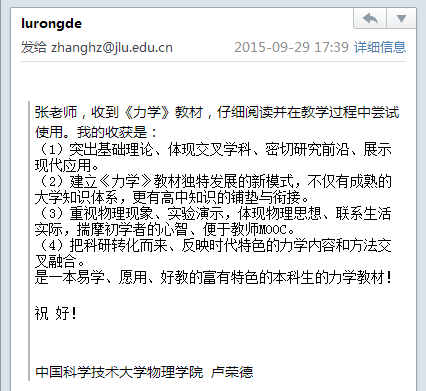 lurongde
发给 zhanghz@jlu.edu.cn 2015-09-29 17:39 详细信息
张老师，收到《力学》教材，仔细阅读并在教学过程中尝试
使用。我的收获是：
（1）突出基础理论、体现交叉学科、密切研究前沿、展示
现代应用。
（2）建立《力学》教材独特发展的新模式，不仅有成熟的
大学知识体系，更有高中知识的铺垫与衔接。
（3）重视物理现象、实验演示，体现物理思想、联系生活
实际，揣摩初学者的心智、便于教师MOOC。
（4）把科研转化而来、反映时代特色的力学内容和方法交
叉融合。
是一本易学、愿用、好教的富有特色的本科生的力学教材！
祝 好！
中国科学技术大学物理学院 卢荣德